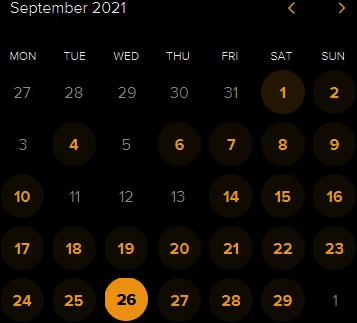 September 2021 < >
MON TUE WED THU FRI SAT SUN
27 28 29 30 31 1 2
3 4 5 6 7 8 9
10 11 12 13 14 15 16
17 18 19 20 21 22 23
24 25 26 27 28 29 1